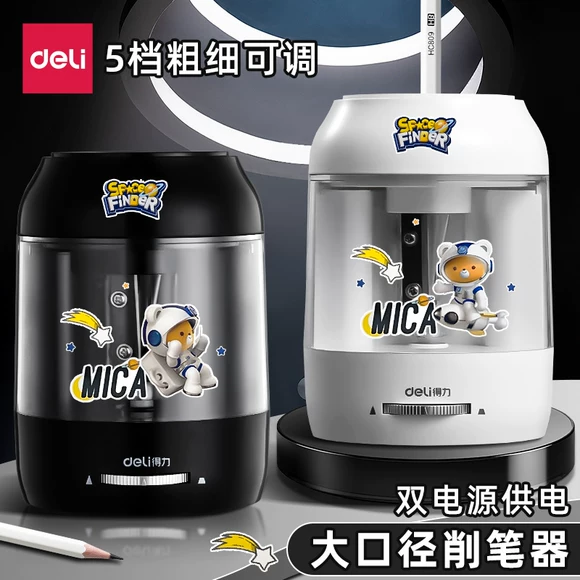 deli
5档粗细可调
HC809 HB
SPACE
FINDER
SPACE
FINDER
MICA
MICA
deli得力
deli得力
双电源供电
大口径削笔器